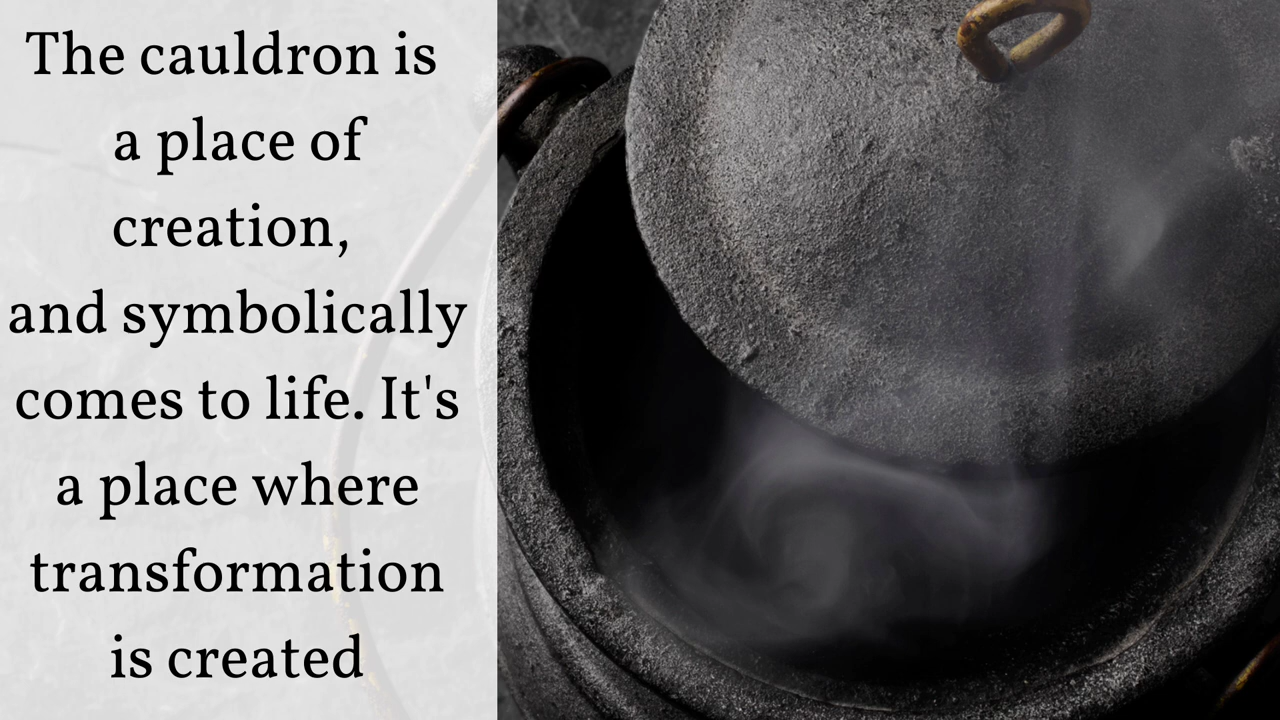 The cauldron is
a place of
creation,
and symbolically
comes to life. It's
a place where
transformation
is created